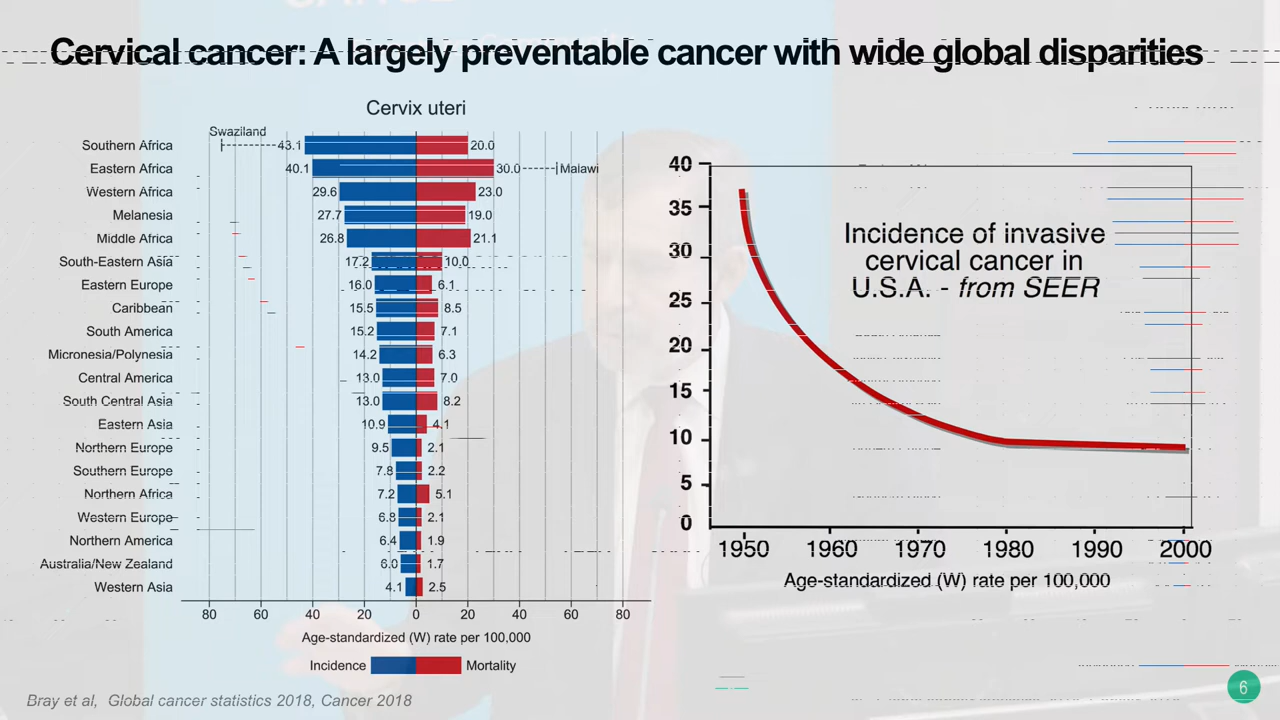 Cervical cancer: A largely preventable cancer with wide global disparities
Cervix uteri
Swaziland
Southern Africa 43.1 20.0
Eastern Africa 40.1 30.0 Malawi
Western Africa 29.6 23.0
Melanesia 27.7 19.0
Middle Africa 26.8 21.1
South-Eastern Asia 17.2 10.0
Eastern Europe 16.0 6.1
Caribbean 15.5 8.5
South America 15.2 7.1
Micronesia/Polynesia 14.2 6.3
Central America 13.0 7.0
South Central Asia 13.0 8.2
Eastern Asia 10.9 4.1
Northern Europe 9.5 2.1
Southern Europe 7.8 2.2
Northern Africa 7.2 5.1
Western Europe 6.8 2.1
Northern America 6.4 1.9
Australia/New Zealand 6.0 1.7
Western Asia 4.1 2.5
80 60 40 20 0 20 40 60 80
Age-standardized (W) rate per 100,000
Incidence Mortality
40
35
30
25
20
15
10
5
0
Incidence of invasive
cervical cancer in
U.S.A. - from SEER
1950 1960 1970 1980 1990 2000
Age-standardized (W) rate per 100,000
Bray et al, Global cancer statistics 2018, Cancer 2018
6